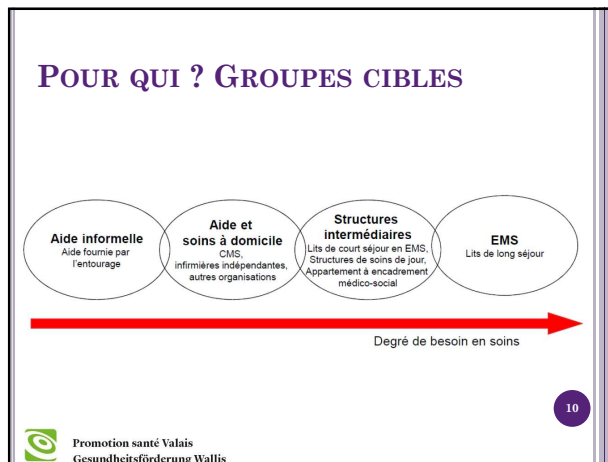 POUR QUI ? GROUPES CIBLES
Aide informelle
Aide fournie par
l'entourage
Aide et
soins à domicile
CMS,
infirmières indépendantes,
autres organisations
Structures
intermédiaires
Lits de court séjour en EMS,
Structures de soins de jour,
Appartement à encadrement
médico-social
EMS
Lits de long séjour
Degré de besoin en soins
10
Promotion santé Valais
Gesundheitsförderung Wallis